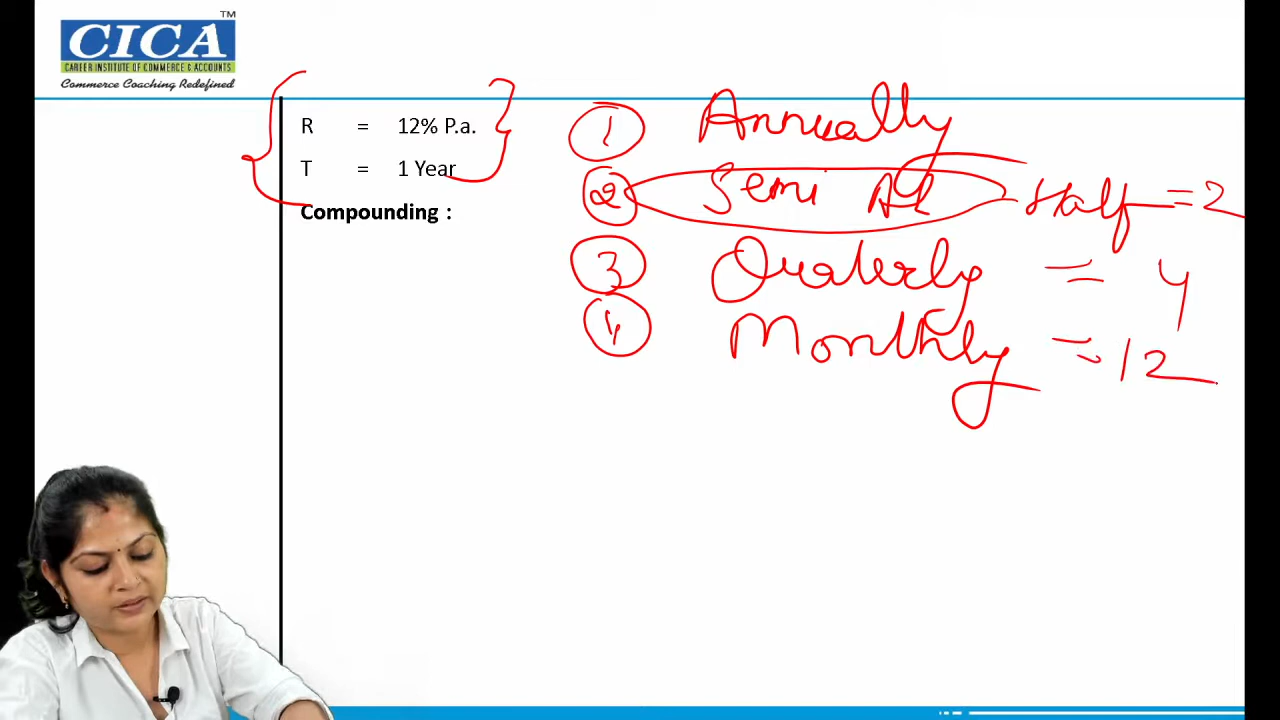 TM
CICA
CAREER INSTITUTE OF COMMERCE & ACCOUNTS
Commerce Coaching Redefined
R = 12% P.a.
T = 1 Year
Compounding :
1 Annually
2 Semi Half = 2
3 Quaterly = 4
4 Monthly = 12